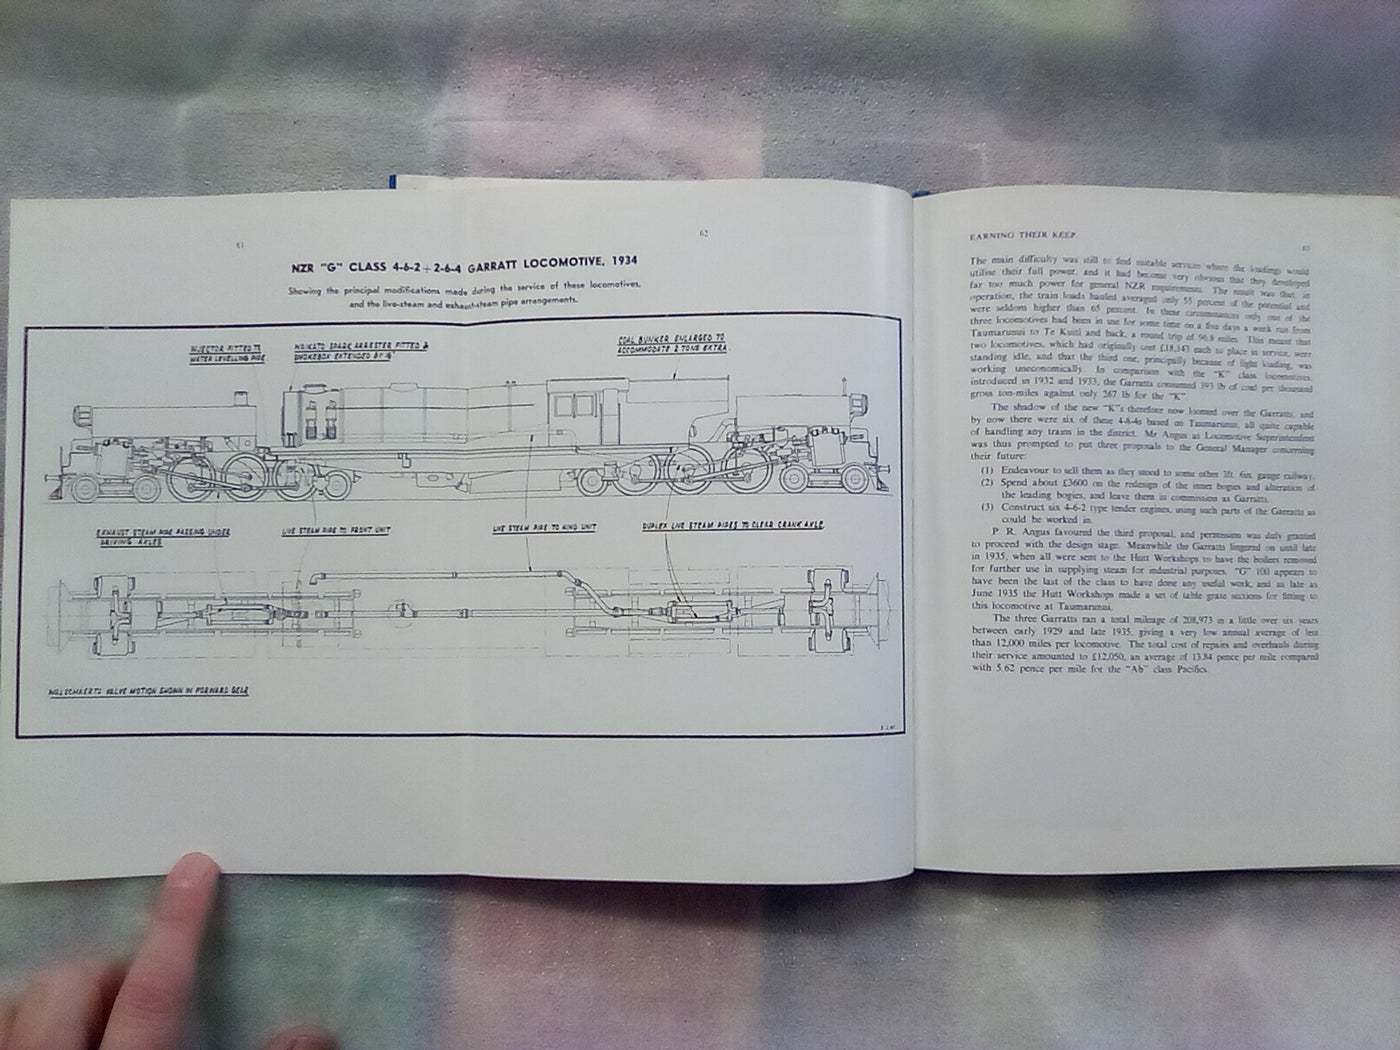 61
62
NZR "G" CLASS 4-6-2 + 2-6-4 GARRATT LOCOMOTIVE, 1934
Showing the principal modifications made during the service of these locomotives,
and the live-steam and exhaust-steam pipe arrangements.
INJECTOR FITTED TO
WATER LEVELLING PIPE
WAIKATO SPARK ARRESTER FITTED &
SMOKEBOX EXTENDED BY
COAL BUNKER ENLARGED TO
ACCOMMODATE 2 TONS EXTRA.
EXHAUST STEAM PIPE PASSING UNDER
DRIVING AXLES
LIVE STEAM PIPE TO FRONT UNIT.
LIVE STEAM PIPE TO HIND UNIT
DUPLEX LIVE STEAM PIPES TO CLEAR CRANK AXLE.
WALSCHAERTS VALVE MOTION SHOWN IN FORWARD GEAR
EARNING THEIR KEEP
63
The main difficulty was still to find suitable services where the loadings would
utilise their full power, and it had become very obvious that they developed
far too much power for general NZR requirements. The result was that, in
operation, the train loads hauled averaged only 55 percent of the potential and
were seldom higher than 65 percent. In these circumstances only one of the
three locomotives had been in use for some time on a five days a week run from
Taumarunui to Te Kuiti and back, a round trip of 96.8 miles. This meant that
two locomotives, which had originally cost £18,143 each to place in service, were
standing idle, and that the third one, principally because of light loading, was
working uneconomically. In comparison with the "K" class locomotives,
introduced in 1932 and 1933, the Garratts consumed 393 lb of coal per thousand
gross ton-miles against only 267 lb for the "K".
The shadow of the new "K"s therefore now loomed over the Garratts, and
by now there were six of these 4-8-4s based on Taumarunui, all quite capable
of handling any trains in the district. Mr Angus as Locomotive Superintendent
was thus prompted to put three proposals to the General Manager concerning
their future:
(1) Endeavour to sell them as they stood to some other 3ft. 6in. gauge railway.
(2) Spend about £3600 on the redesign of the inner bogies and alteration of
the leading bogies, and leave them in commission as Garratts.
(3) Construct six 4-6-2 type tender engines, using such parts of the Garratts as
could be worked in.
P. R. Angus favoured the third proposal, and permission was duly granted
to proceed with the design stage. Meanwhile the Garratts lingered on until late
in 1935, when all were sent to the Hutt Workshops to have the boilers removed
for further use in supplying steam for industrial purposes. "G" 100 appears to
have been the last of the class to have done any useful work, and as late as
June 1935 the Hutt Workshops made a set of table grate sections for fitting to
this locomotive at Taumarunui.
The three Garratts ran a total mileage of 208,973 in a little over six years
between early 1929 and late 1935, giving a very low annual average of less
than 12,000 miles per locomotive. The total cost of repairs and overhauls during
their service amounted to £12,050, an average of 13.84 pence per mile compared
with 5.62 pence per mile for the "Ab" class Pacifics.